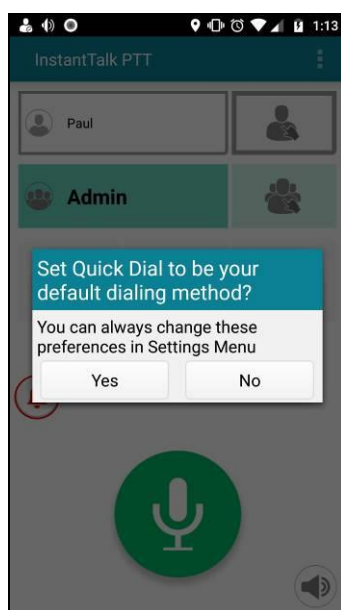 1:13
InstantTalk PTT
Paul
Admin
Set Quick Dial to be your
default dialing method?
You can always change these
preferences in Settings Menu
Yes No